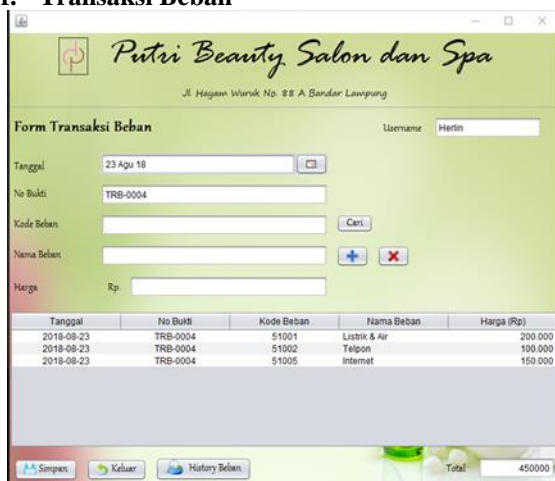 Transaksi Beban
Putri Beauty Salon dan Spa
Jl. Hayam Wuruk No. 88 A Bandar Lampung
Form Transaksi Beban
Username Herlin
Tanggal 23 Agu 18
No Bukti TRB-0004
Kode Beban Cari
Nama Beban
Harga Rp.
Tanggal No Bukti Kode Beban Nama Beban Harga (Rp)
2018-08-23 TRB-0004 51001 Listrik & Air 200.000
2018-08-23 TRB-0004 51002 Telpon 100.000
2018-08-23 TRB-0004 51005 Internet 150.000
Simpan Keluar History Beban Total 450000